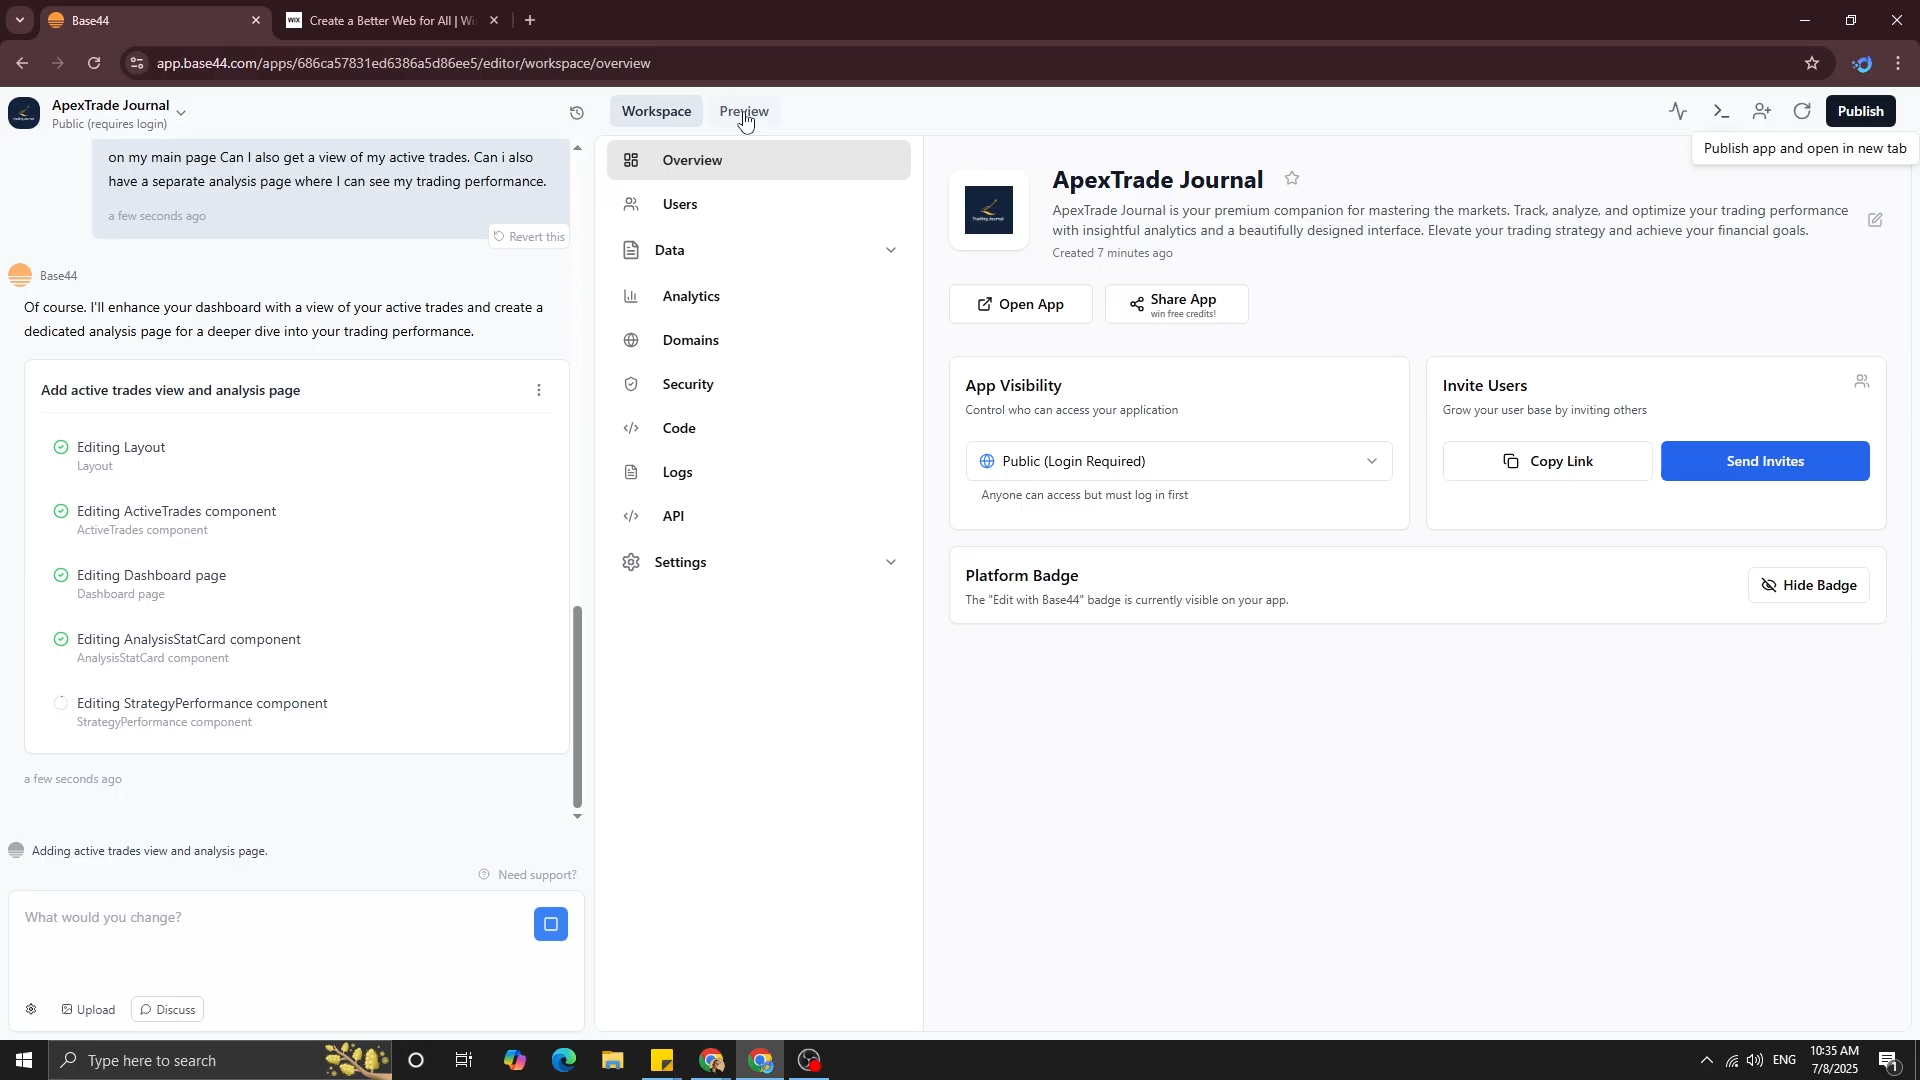 Base44
WIX
Create a Better Web for All | Wi
app.base44.com/apps/686ca57831ed6386a5d86ee5/editor/workspace/overview
ApexTrade Journal
Public (requires login)
Workspace
Preview
Publish
Publish app and open in new tab
on my main page Can I also get a view of my active trades. Can i also
have a separate analysis page where I can see my trading performance.
a few seconds ago
Revert this
Base44
Of course. I'll enhance your dashboard with a view of your active trades and create a
dedicated analysis page for a deeper dive into your trading performance.
Add active trades view and analysis page
Editing Layout
Layout
Editing ActiveTrades component
ActiveTrades component
Editing Dashboard page
Dashboard page
Editing AnalysisStatCard component
AnalysisStatCard component
Editing StrategyPerformance component
StrategyPerformance component
a few seconds ago
Adding active trades view and analysis page.
Need support?
What would you change?
Upload
Discuss
Overview
Users
Data
Analytics
Domains
Security
Code
Logs
API
Settings
Trading Journal
ApexTrade Journal
ApexTrade Journal is your premium companion for mastering the markets. Track, analyze, and optimize your trading performance
with insightful analytics and a beautifully designed interface. Elevate your trading strategy and achieve your financial goals.
Created 7 minutes ago
Open App
Share App
win free credits!
App Visibility
Control who can access your application
Public (Login Required)
Anyone can access but must log in first
Invite Users
Grow your user base by inviting others
Copy Link
Send Invites
Platform Badge
The "Edit with Base44" badge is currently visible on your app.
Hide Badge
Type here to search
ENG
10:35 AM
7/8/2025
1